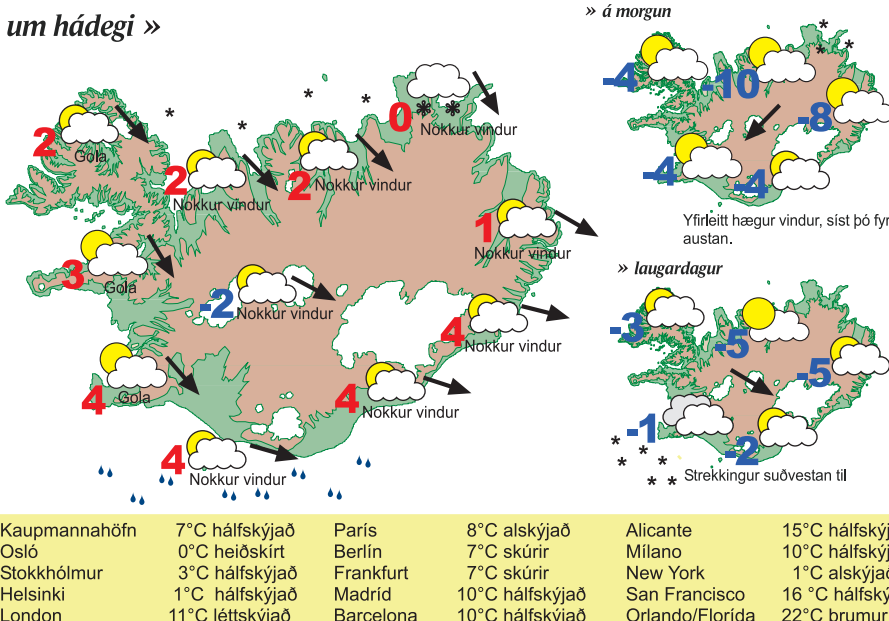 um hádegi »
0
Nokkur vindur
2
Gola
2
Nokkur vindur
2
Nokkur vindur
1
Nokkur vindur
3
Gola
-2
Nokkur vindur
4
Nokkur vindur
4
Gola
4
Nokkur vindur
4
Nokkur vindur
» á morgun
-4
-10
-8
-4
-4
Yfirleitt hægur vindur, síst þó fyr
austan.
» laugardagur
-3
-5
-5
-1
-2
Strekkingur suðvestan til
Kaupmannahöfn 7°C hálfskýjað
Osló 0°C heiðskírt
Stokkhólmur 3°C hálfskýjað
Helsinki 1°C hálfskýjað
London 11°C léttskýjað
París 8°C alskýjað
Berlín 7°C skúrir
Frankfurt 7°C skúrir
Madríd 10°C hálfskýjað
Barcelona 10°C hálfskýjað
Alicante 15°C hálfskýj
Mílano 10°C hálfskýj
New York 1°C alskýjað
San Francisco 16 °C hálfský
Orlando/Florída 22°C þrumur